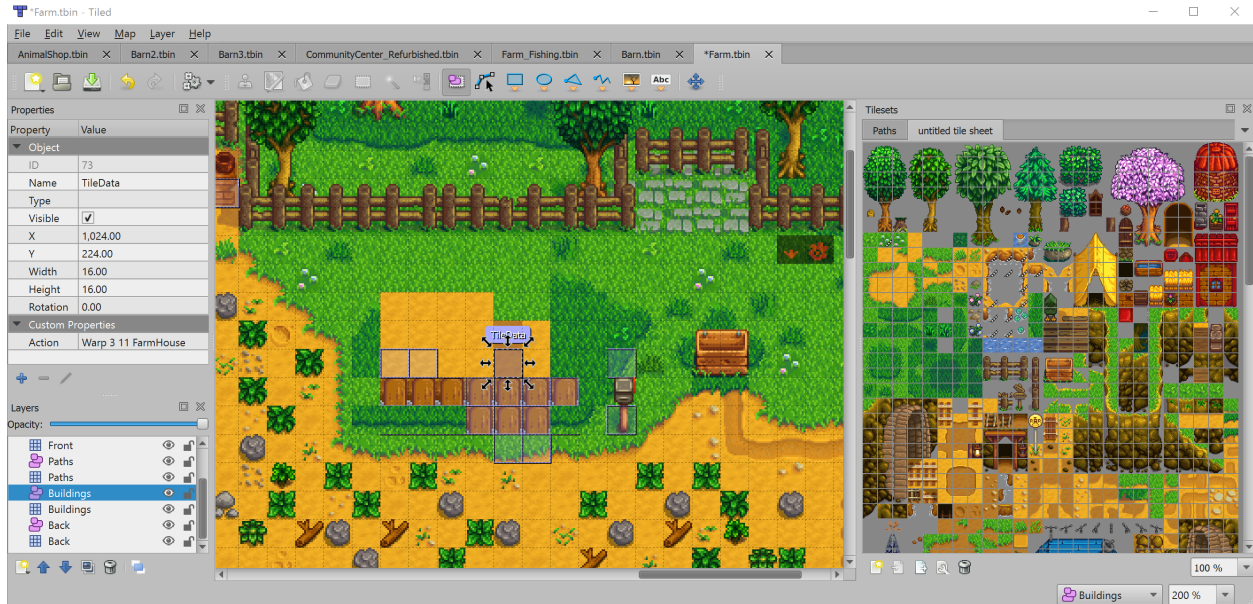 *Farm.tbin - Tiled
File Edit View Map Layer Help
AnimalShop.tbin Barn2.tbin Barn3.tbin CommunityCenter_Refurbished.tbin Farm_Fishing.tbin Barn.tbin *Farm.tbin
Abc
Properties
Property Value
Object
ID 73
Name TileData
Type
Visible
X 1,024.00
Y 224.00
Width 16.00
Height 16.00
Rotation 0.00
Custom Properties
Action Warp 3 11 FarmHouse
Layers
Opacity:
Front
Paths
Paths
Buildings
Buildings
Back
Back
TileData
Tilesets
Paths untitled tile sheet
100 %
Buildings 200 %